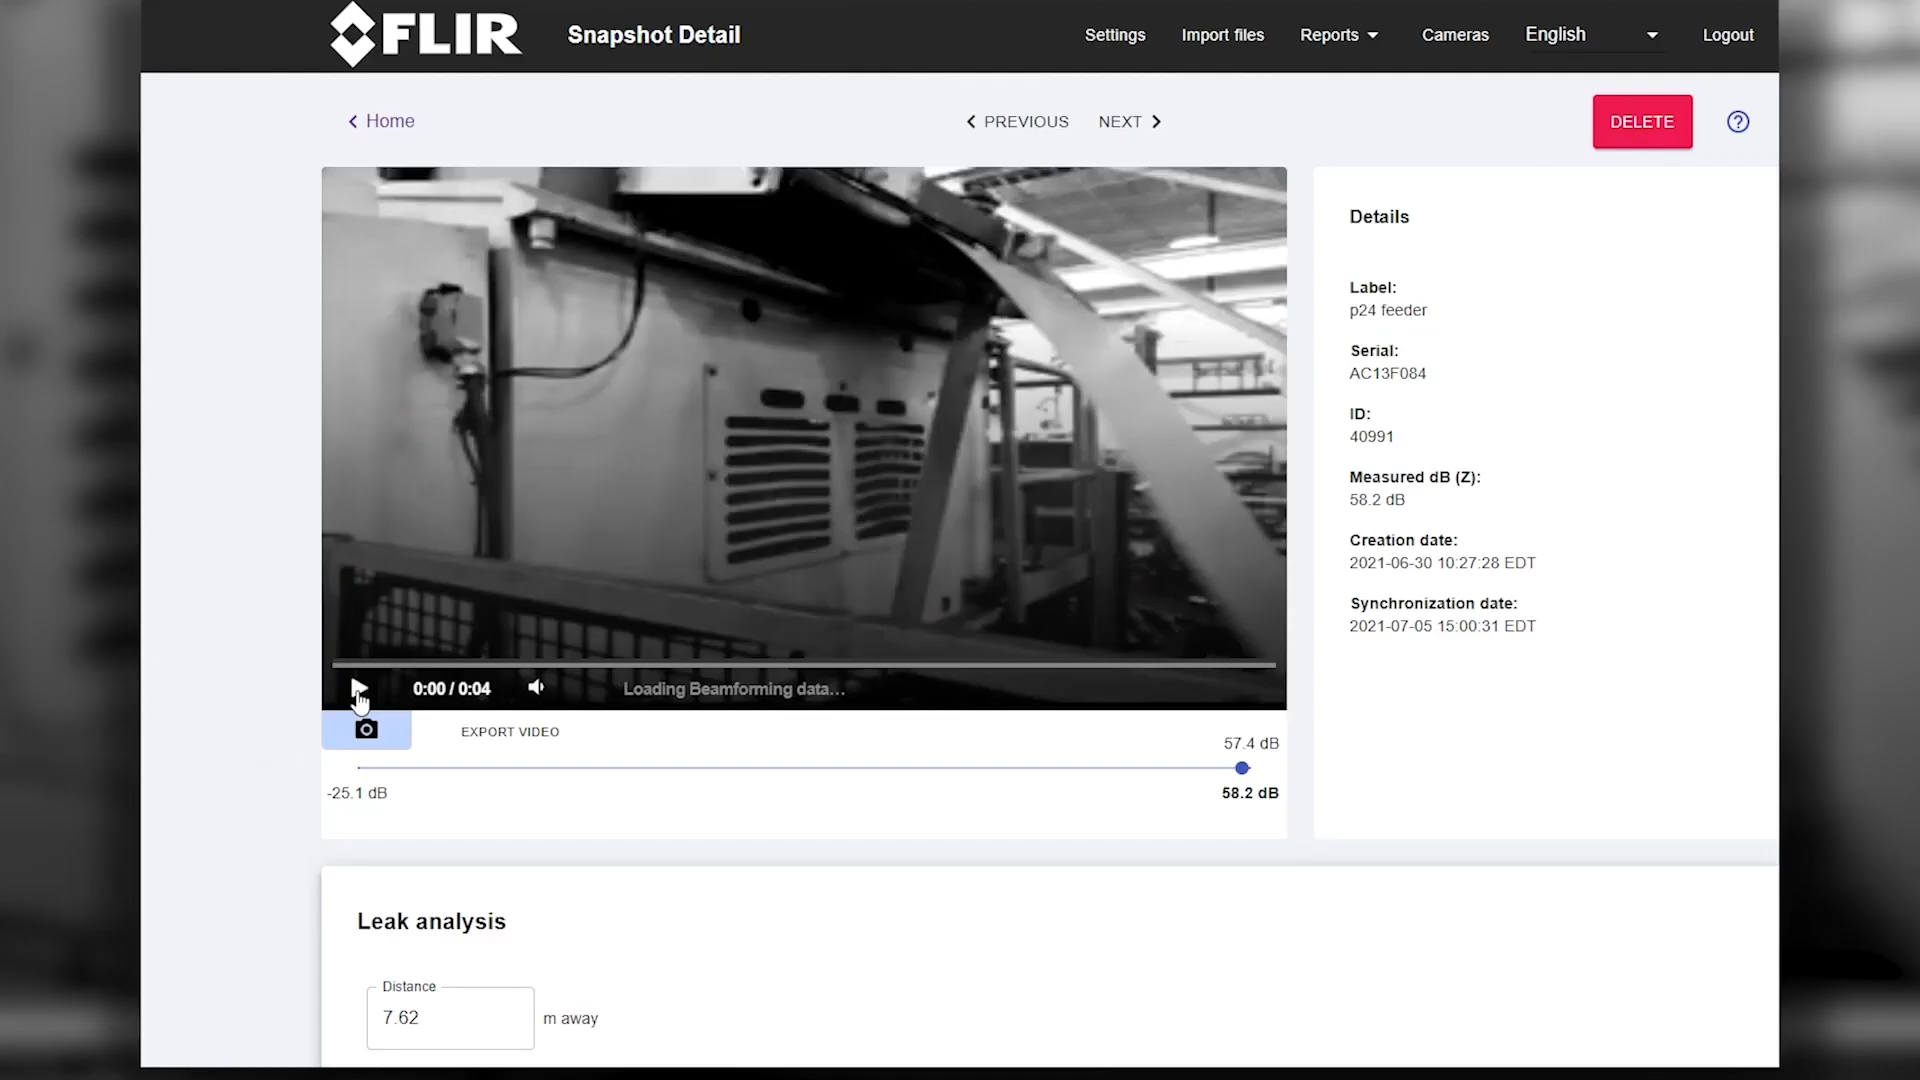 FLIR
Snapshot Detail
Settings
Import files
Reports
Cameras
English
Logout
Home
PREVIOUS
NEXT
DELETE
?
Details
Label:
p24 feeder
Serial:
AC13F084
ID:
40991
Measured dB (Z):
58.2 dB
Creation date:
2021-06-30 10:27:28 EDT
Synchronization date:
2021-07-05 15:00:31 EDT
0:00 / 0:04
Loading Beamforming data...
EXPORT VIDEO
57.4 dB
-25.1 dB
58.2 dB
Leak analysis
Distance
7.62
m away